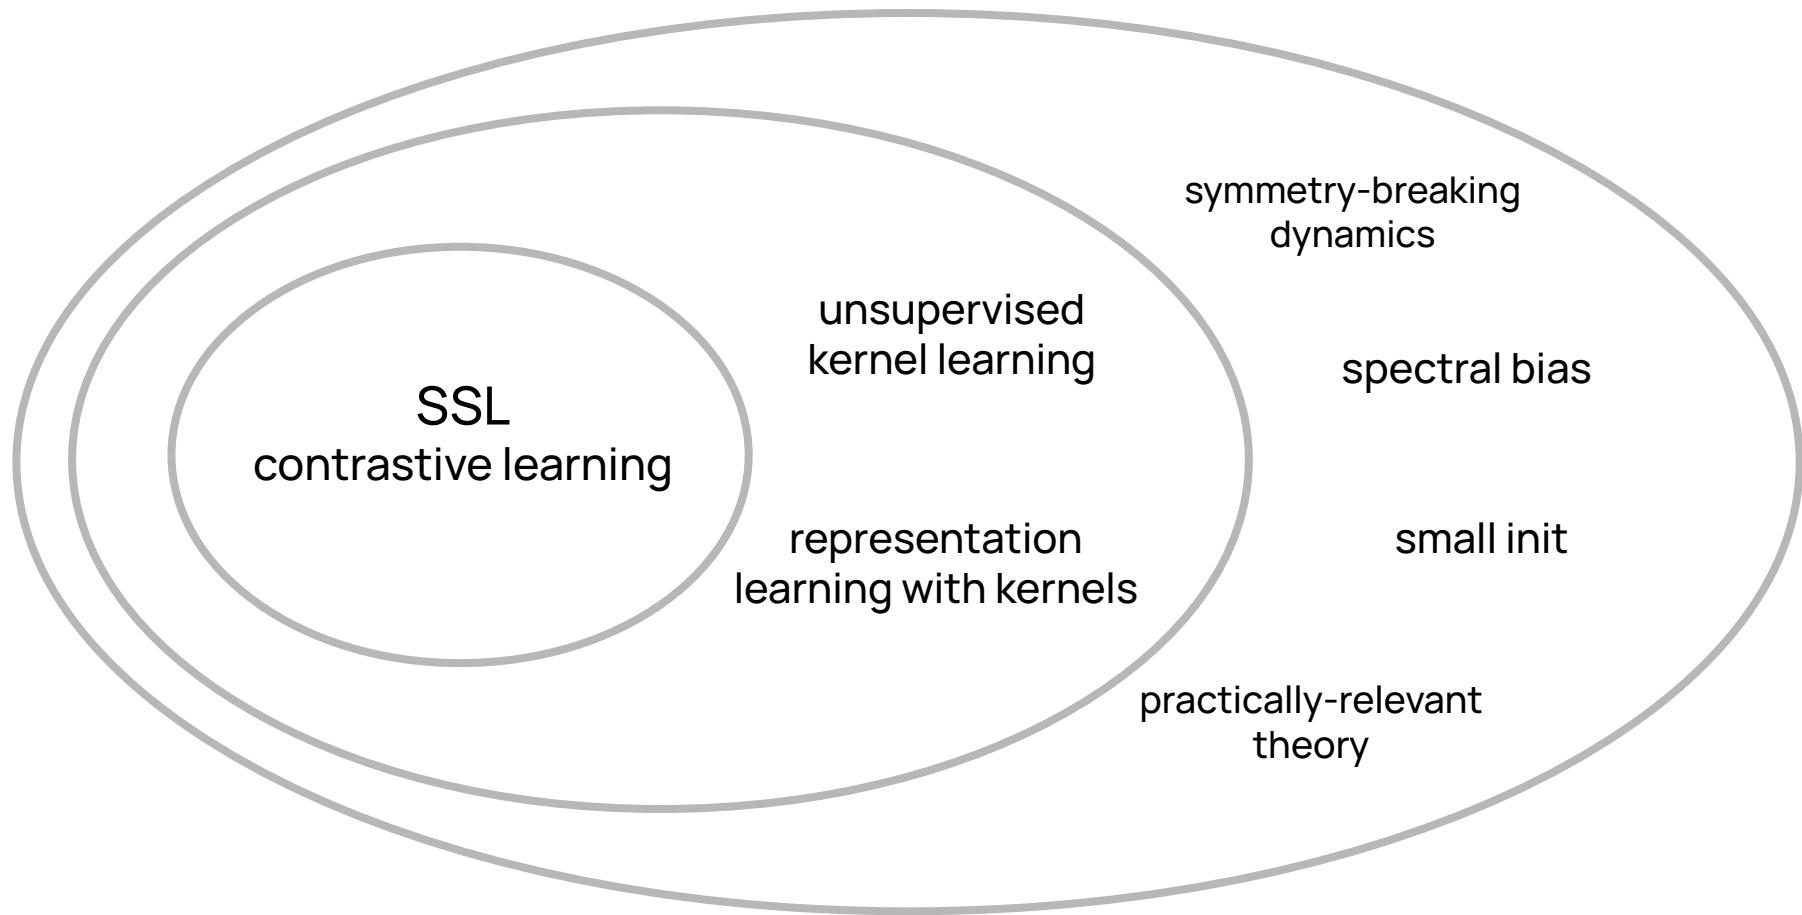 SSL
contrastive learning
unsupervised
kernel learning
representation
learning with kernels
symmetry-breaking
dynamics
spectral bias
small init
practically-relevant
theory